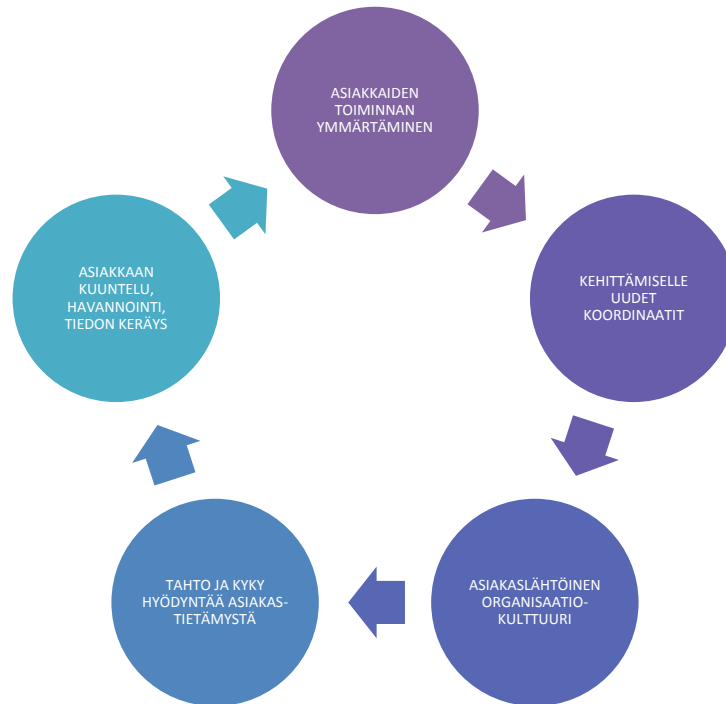 ASIAKKAIDEN
TOIMINNAN
YMMÄRTÄMINEN
KEHITTÄMISELLE
UUDET
KOORDINAATIT
ASIAKASLÄHTÖINEN
ORGANISAATIO-
KULTTUURI
TAHTO JA KYKY
HYÖDYNTÄÄ ASIAKAS-
TIETÄMYSTÄ
ASIAKKAAN
KUUNTELU,
HAVANNOINTI,
TIEDON KERÄYS